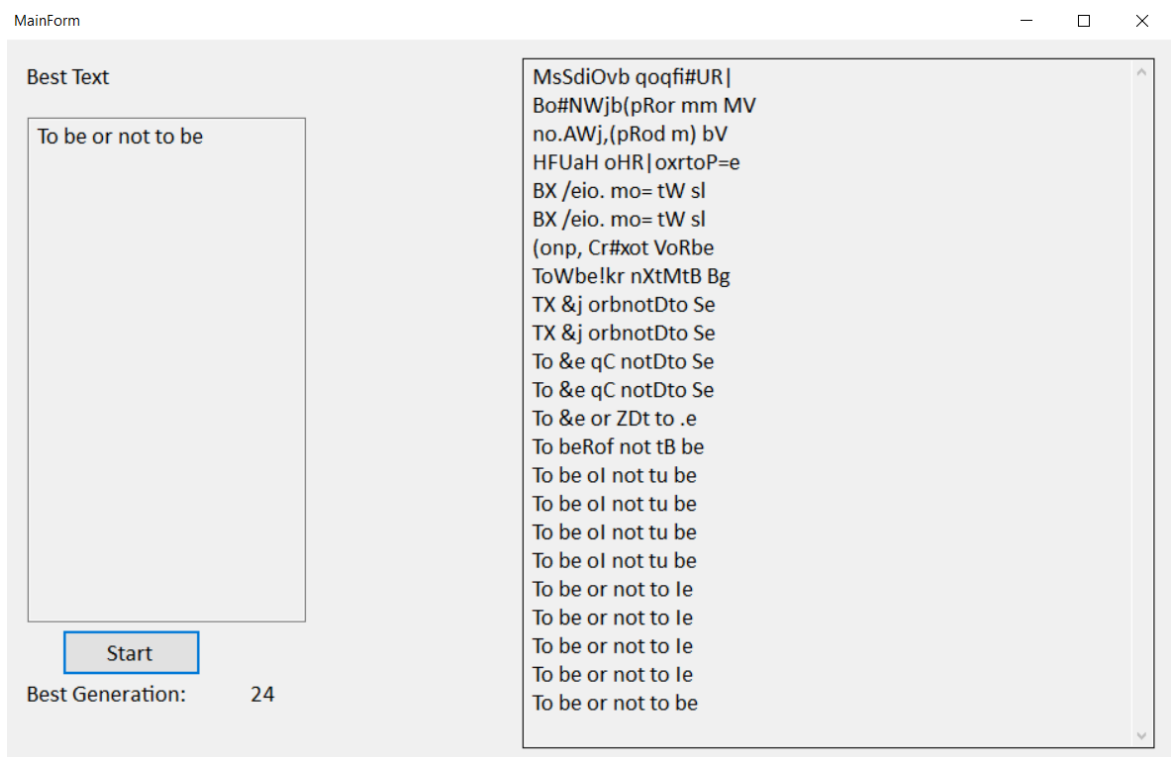 MainForm
Best Text
To be or not to be
Start
Best Generation: 24
MsSdiOvb qoqfi#UR|
Bo#NWjb(pRor mm MV
no.AWj,(pRod m) bV
HFUaH oHR|oxrtoP=e
BX /eio. mo= tW sl
BX /eio. mo= tW sl
(onp, Cr#xot VoRbe
ToWbe!kr nXtMtB Bg
TX &j orbnotDto Se
TX &j orbnotDto Se
To &e qC notDto Se
To &e qC notDto Se
To &e or ZDt to .e
To beRof not tB be
To be oI not tu be
To be oI not tu be
To be oI not tu be
To be oI not tu be
To be or not to Ie
To be or not to Ie
To be or not to Ie
To be or not to Ie
To be or not to be